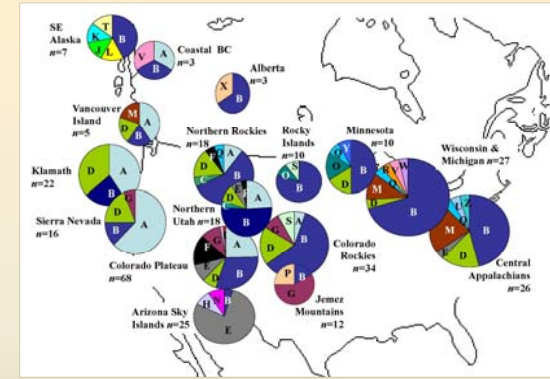 SE
Alaska
n=7
T
B
K
J
L
Coastal BC
n=3
V
A
B
Alberta
n=3
X
B
Vancouver
Island
n=5
M
A
D
B
Northern Rockies
n=18
A
D
B
C
Rocky
Islands
n=10
S
O
B
Minnesota
n=10
Y
O
B
D
Wisconsin &
Michigan n=27
W
M
D
B
Klamath
n=22
D
A
B
Sierra Nevada
n=16
G
D
B
A
Northern
Utah n=18
D
E
A
B
Colorado Plateau
n=68
G
F
A
E
D
B
Colorado
Rockies
n=34
S
A
G
B
D
Jemez
Mountains
n=12
P
B
G
Central
Appalachians
n=26
Z
U
Q
M
B
E
D
Arizona Sky
Islands n=25
H
N
B
E